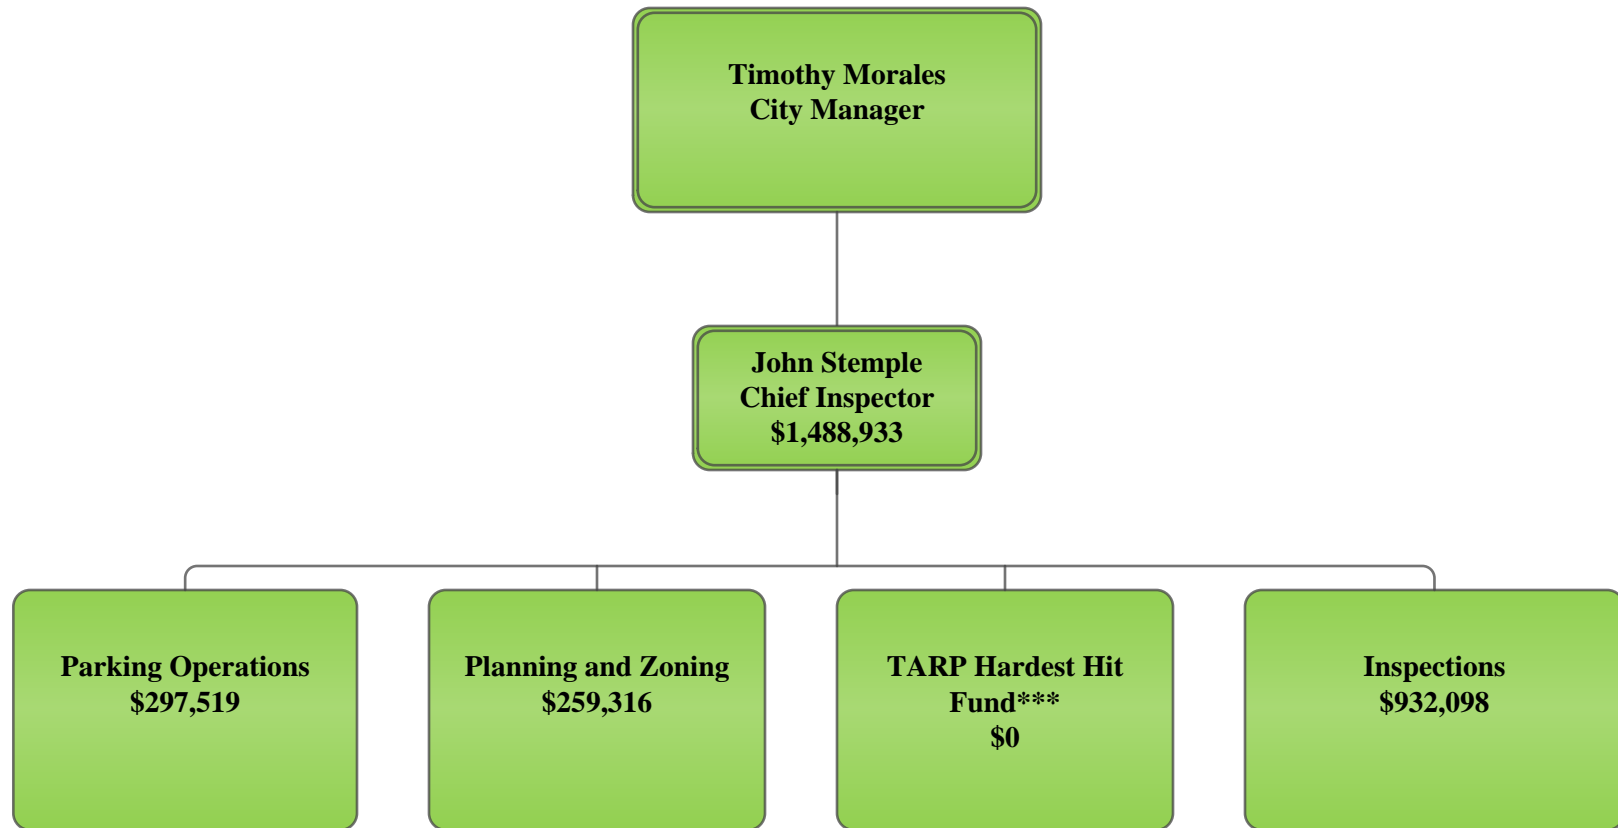 Timothy Morales
City Manager
John Stemple
Chief Inspector
$1,488,933
Parking Operations
$297,519
Planning and Zoning
$259,316
TARP Hardest Hit
Fund***
$0
Inspections
$932,098